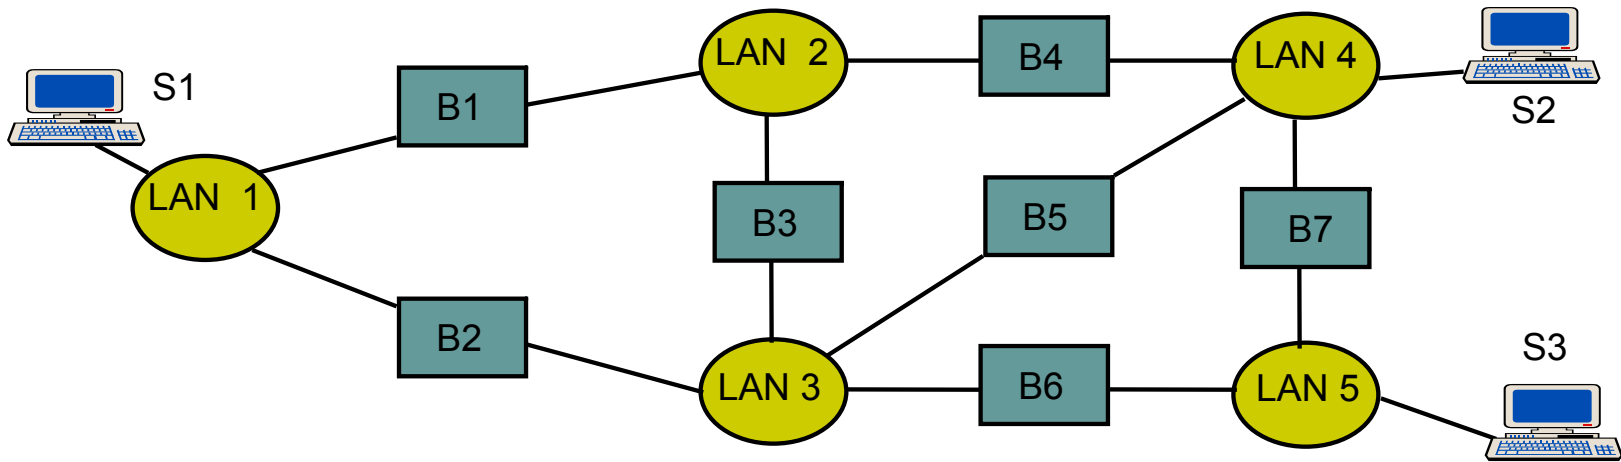 S1
B1
LAN 2
B4
LAN 4
S2
LAN 1
B3
B5
B7
B2
LAN 3
B6
LAN 5
S3